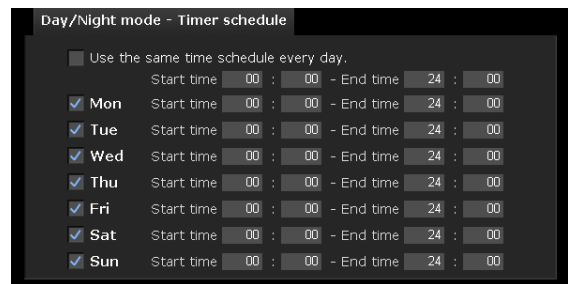 Day/Night mode - Timer schedule
Use the same time schedule every day.
Start time 00 : 00 - End time 24 : 00
Mon Start time 00 : 00 - End time 24 : 00
Tue Start time 00 : 00 - End time 24 : 00
Wed Start time 00 : 00 - End time 24 : 00
Thu Start time 00 : 00 - End time 24 : 00
Fri Start time 00 : 00 - End time 24 : 00
Sat Start time 00 : 00 - End time 24 : 00
Sun Start time 00 : 00 - End time 24 : 00